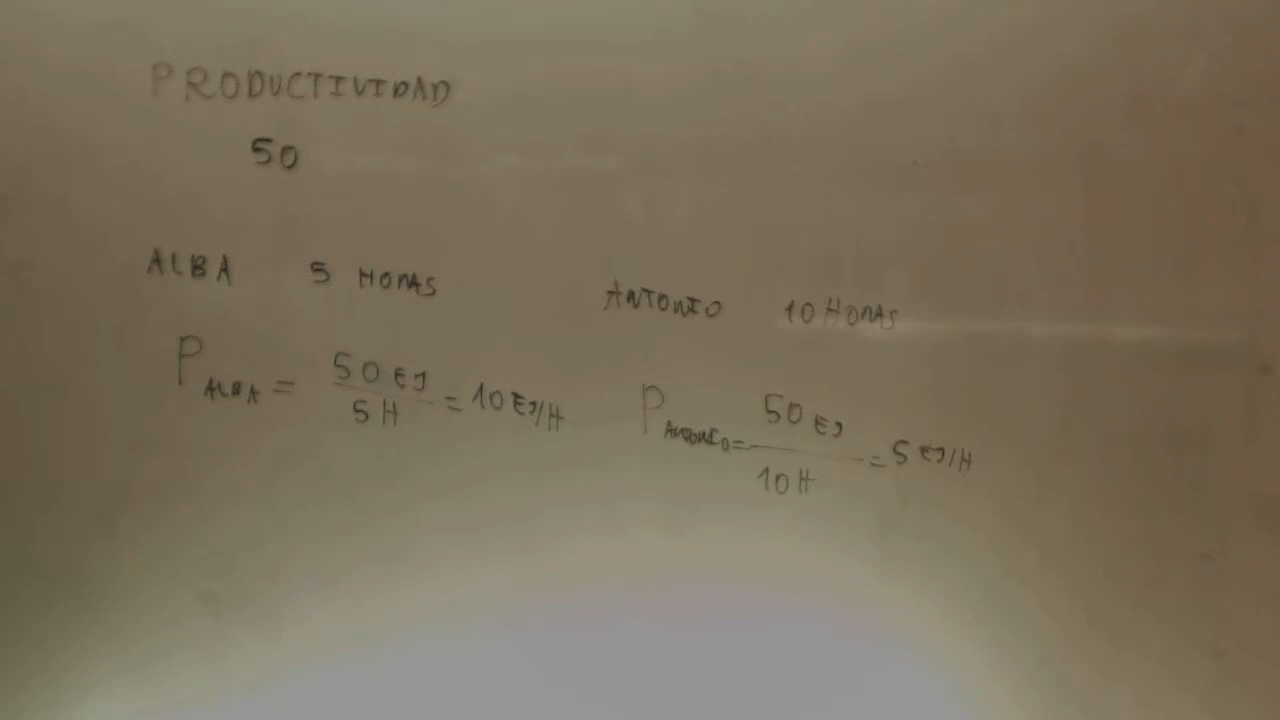 PRODUCTIVIDAD
50
ALBA 5 HORAS
ANTONIO 10 HORAS
P ALBA = 50 EJ / 5 H = 10 EJ/H
P ANTONIO = 50 EJ / 10 H = 5 EJ/H